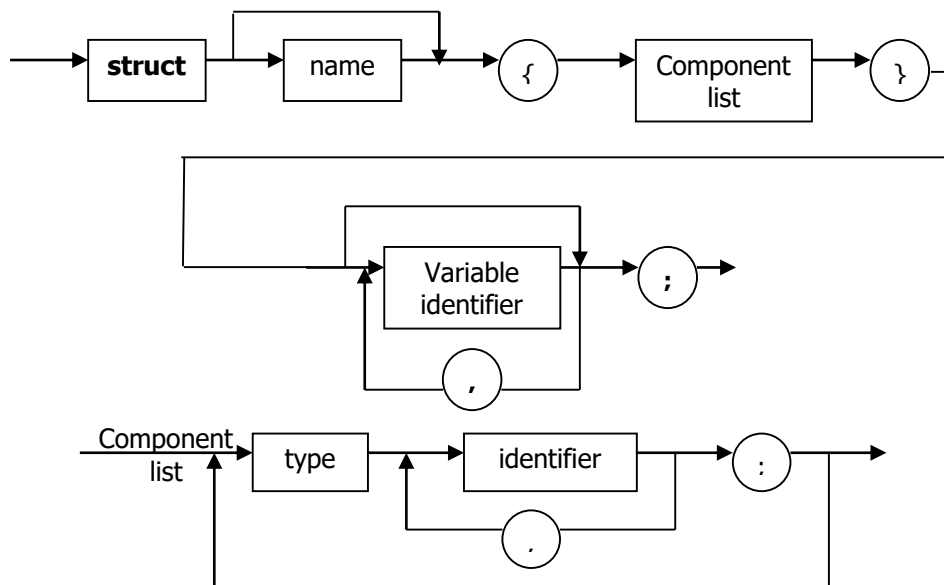 struct
name
{
Component
list
}
Variable
identifier
;
,
Component
list
type
identifier
:
.